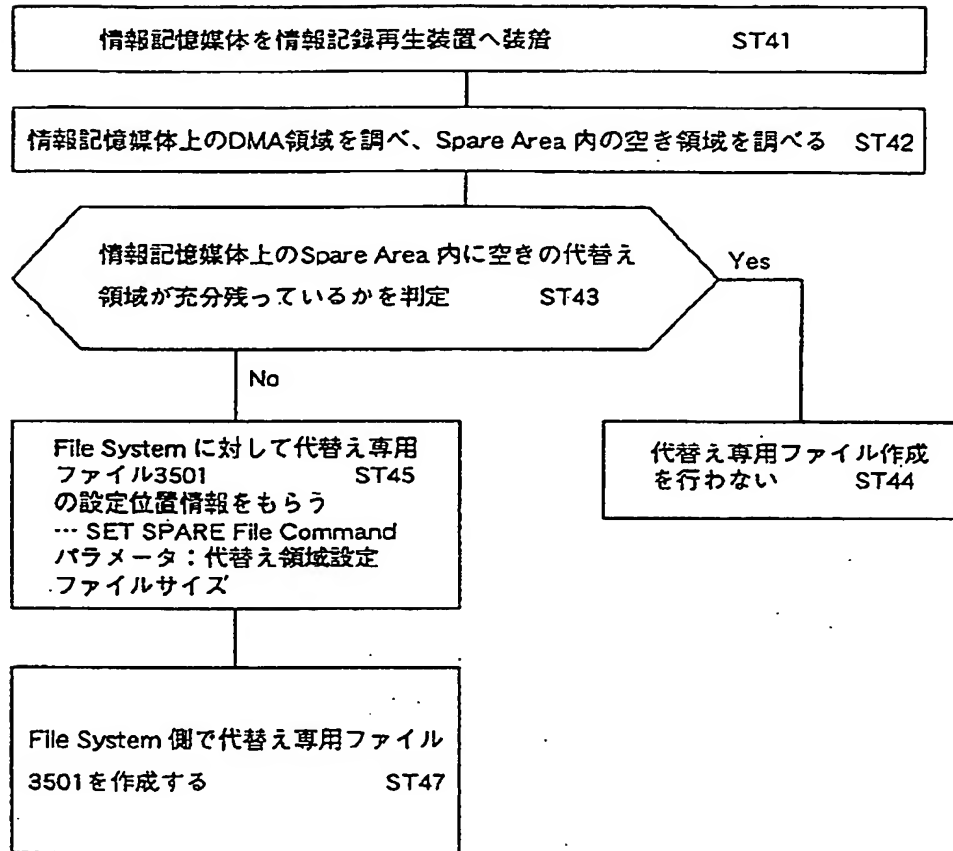 情報記憶媒体を情報記録再生装置へ装着 ST41
情報記憶媒体上のDMA領域を調べ、Spare Area 内の空き領域を調べる ST42
情報記憶媒体上のSpare Area 内に空きの代替え
領域が充分残っているかを判定 ST43
Yes
No
File System に対して代替え専用
ファイル3501 ST45
の設定位置情報をもらう
… SET SPARE File Command
パラメータ：代替え領域設定
ファイルサイズ
代替え専用ファイル作成
を行わない ST44
File System 側で代替え専用ファイル
3501を作成する ST47